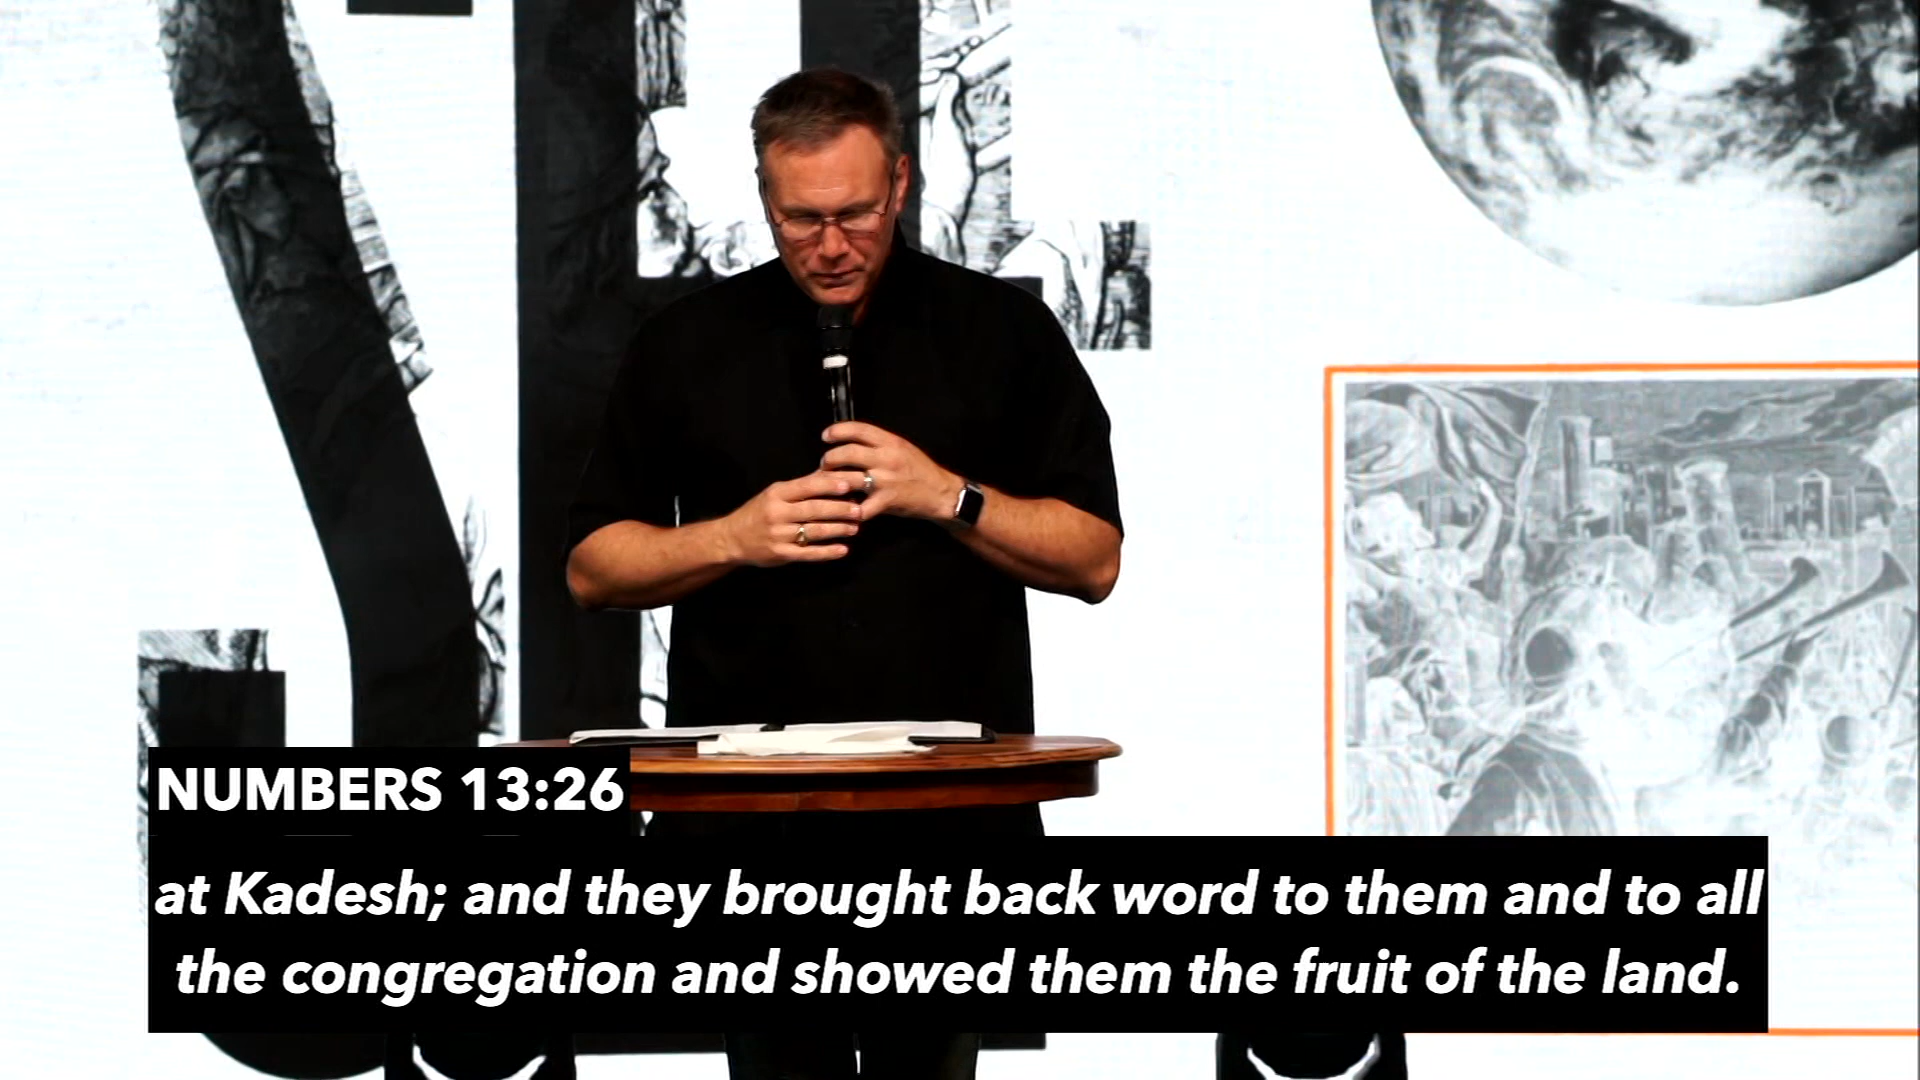 NUMBERS 13:26
at Kadesh; and they brought back word to them and to all
the congregation and showed them the fruit of the land.